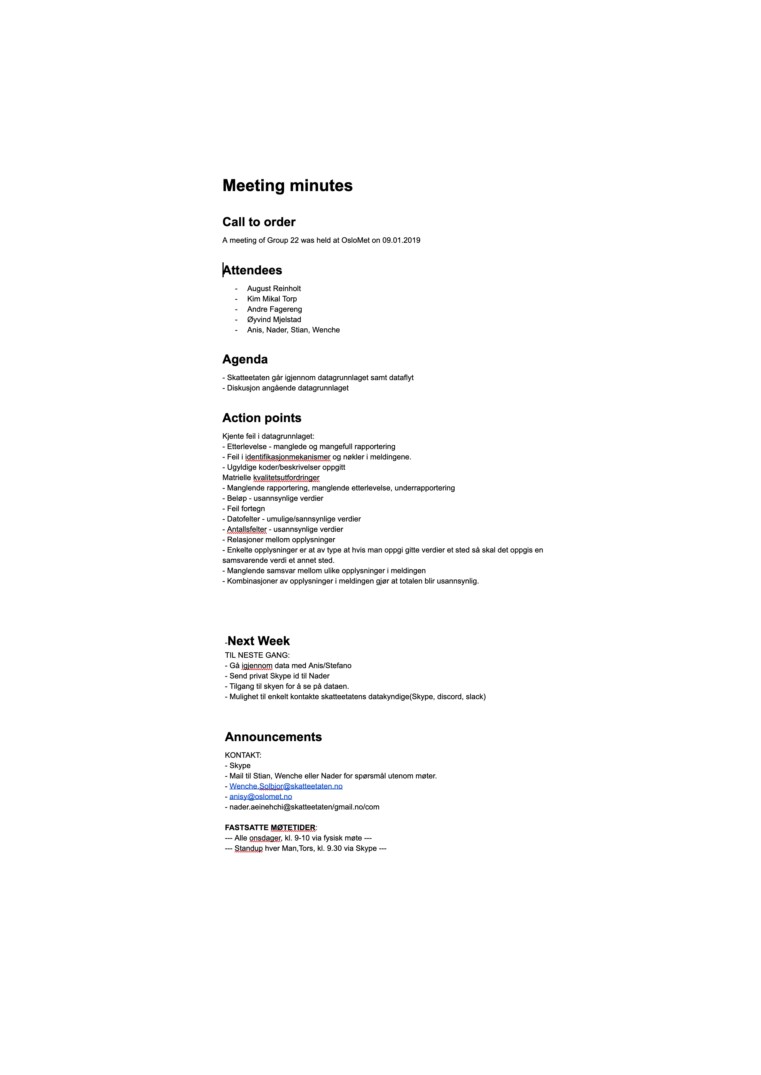 Meeting minutes
Call to order
A meeting of Group 22 was held at OsloMet on 09.01.2019
Attendees
- August Reinholt
- Kim Mikal Torp
- Andre Fagereng
- Øyvind Mjelstad
- Anis, Nader, Stian, Wenche
Agenda
- Skatteetaten går igjennom datagrunnlaget samt dataflyt
- Diskusjon angående datagrunnlaget
Action points
Kjente feil i datagrunnlaget:
- Etterlevelse - manglede og mangefull rapportering
- Feil i identifikasjonmekanismer og nøkler i meldingene.
- Ugyldige koder/beskrivelser oppgitt
Matrielle kvalitetsutfordringer
- Manglende rapportering, manglende etterlevelse, underrapportering
- Beløp - usannsynlige verdier
- Feil fortegn
- Datofelter - umulige/sannsynlige verdier
- Antallsfelter - usannsynlige verdier
- Relasjoner mellom opplysninger
- Enkelte opplysninger er at av type at hvis man oppgi gitte verdier et sted så skal det oppgis en
samsvarende verdi et annet sted.
- Manglende samsvar mellom ulike opplysninger i meldingen
- Kombinasjoner av opplysninger i meldingen gjør at totalen blir usannsynlig.
-Next Week
TIL NESTE GANG:
- Gå igjennom data med Anis/Stefano
- Send privat Skype id til Nader
- Tilgang til skyen for å se på dataen.
- Mulighet til enkelt kontakte skatteetatens datakyndige(Skype, discord, slack)
Announcements
KONTAKT:
- Skype
- Mail til Stian, Wenche eller Nader for spørsmål utenom møter.
- Wenche.Solbjor@skatteetaten.no
- anisy@oslomet.no
- nader.aeinehchi@skatteetaten/gmail.no/com
FASTSATTE MØTETIDER:
--- Alle onsdager, kl. 9-10 via fysisk møte ---
--- Standup hver Man,Tors, kl. 9.30 via Skype ---